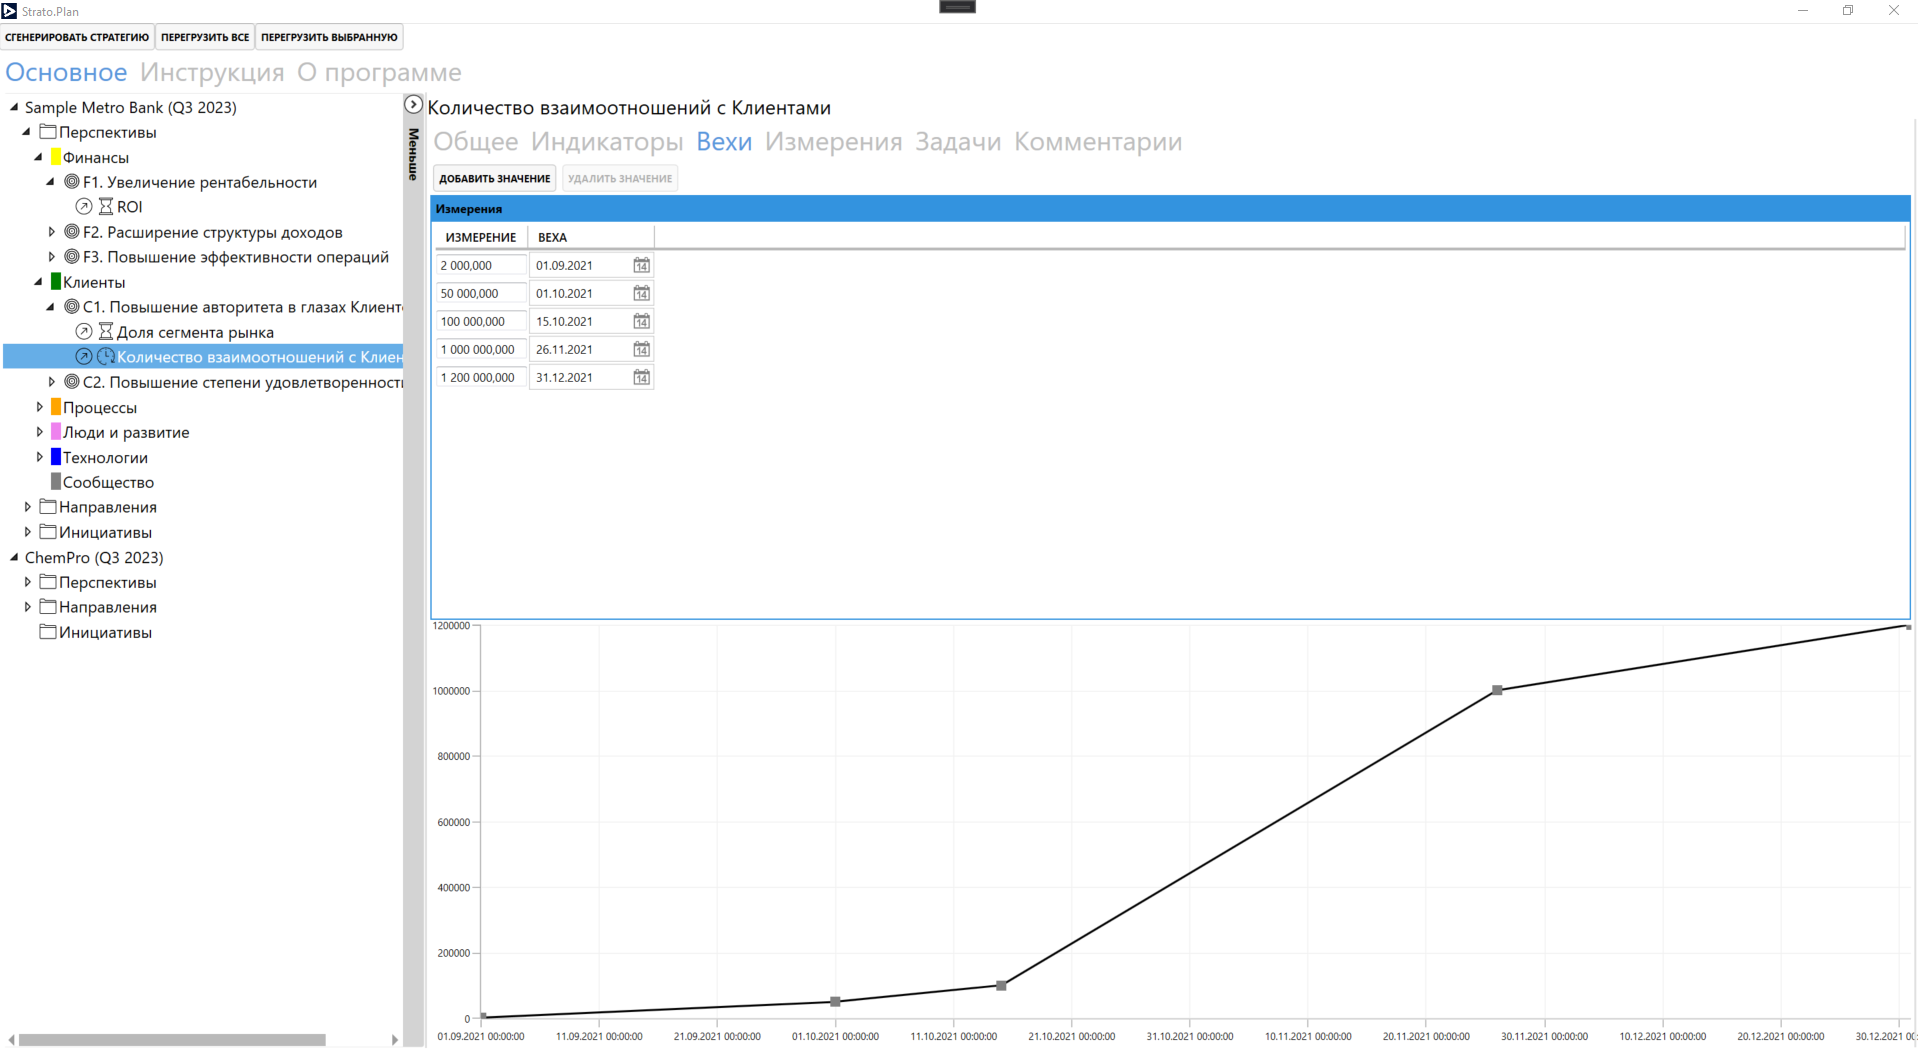 Strato.Plan
СГЕНЕРИРОВАТЬ СТРАТЕГИЮ ПЕРЕГРУЗИТЬ ВСЕ ПЕРЕГРУЗИТЬ ВЫБРАННУЮ
Основное Инструкция О программе
Sample Metro Bank (Q3 2023)
Перспективы
Финансы
F1. Увеличение рентабельности
ROI
F2. Расширение структуры доходов
F3. Повышение эффективности операций
Клиенты
C1. Повышение авторитета в глазах Клиент
Доля сегмента рынка
Количество взаимоотношений с Клиен
C2. Повышение степени удовлетворенност
Процессы
Люди и развитие
Технологии
Сообщество
Направления
Инициативы
ChemPro (Q3 2023)
Перспективы
Направления
Инициативы
Меньше
Количество взаимоотношений с Клиентами
Общее Индикаторы Вехи Измерения Задачи Комментарии
ДОБАВИТЬ ЗНАЧЕНИЕ УДАЛИТЬ ЗНАЧЕНИЕ
Измерения
ИЗМЕРЕНИЕ ВЕХА
2 000,000 01.09.2021 14
50 000,000 01.10.2021 14
100 000,000 15.10.2021 14
1 000 000,000 26.11.2021 14
1 200 000,000 31.12.2021 14
1200000
1000000
800000
600000
400000
200000
0
01.09.2021 00:00:00 11.09.2021 00:00:00 21.09.2021 00:00:00 01.10.2021 00:00:00 11.10.2021 00:00:00 21.10.2021 00:00:00 31.10.2021 00:00:00 10.11.2021 00:00:00 20.11.2021 00:00:00 30.11.2021 00:00:00 10.12.2021 00:00:00 20.12.2021 00:00:00 30.12.2021 00: